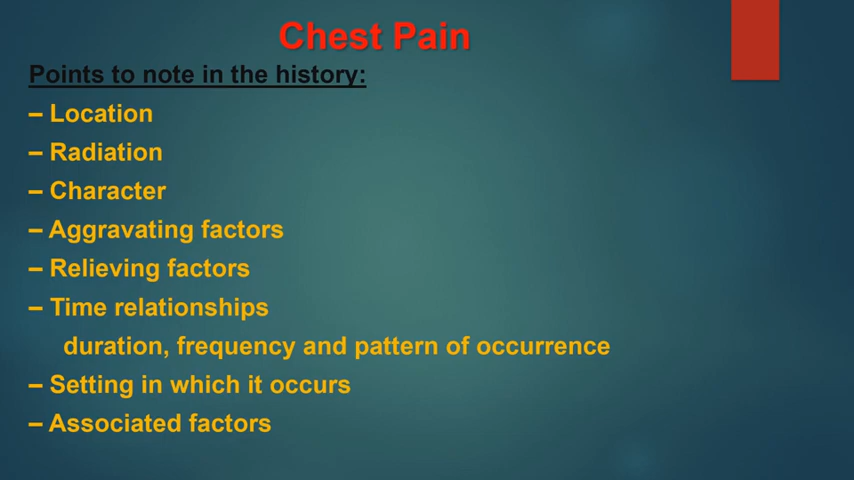 Chest Pain
Points to note in the history:
– Location
– Radiation
– Character
– Aggravating factors
– Relieving factors
– Time relationships
duration, frequency and pattern of occurrence
– Setting in which it occurs
– Associated factors